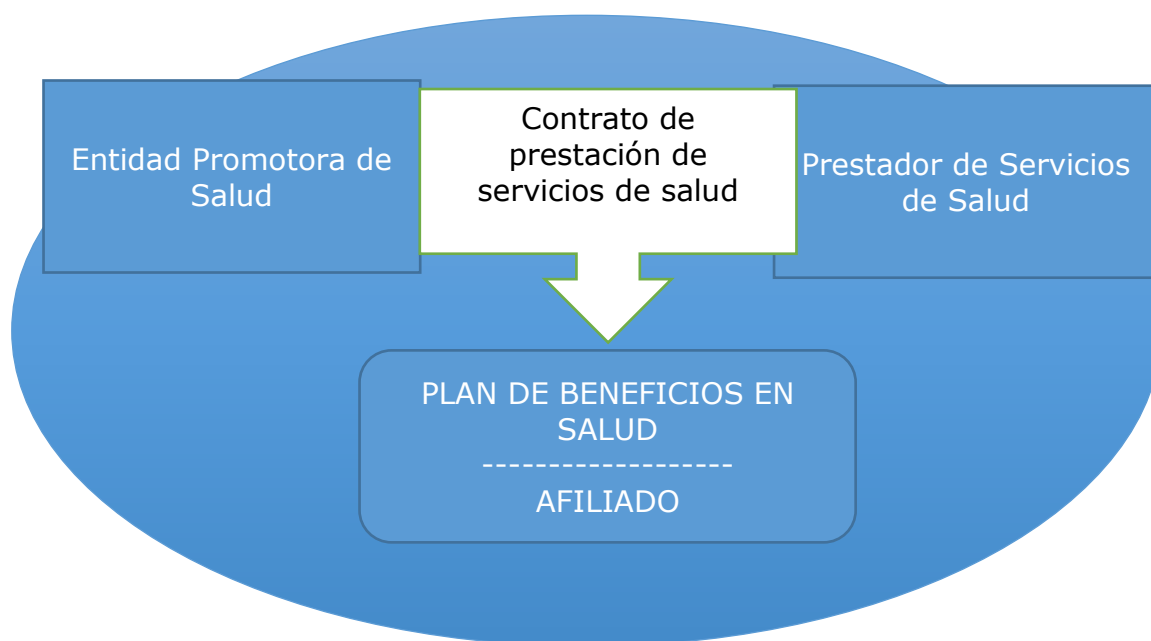 Entidad Promotora de
Salud
Contrato de
prestación de
servicios de salud
Prestador de Servicios
de Salud
PLAN DE BENEFICIOS EN
SALUD
-------------------
AFILIADO